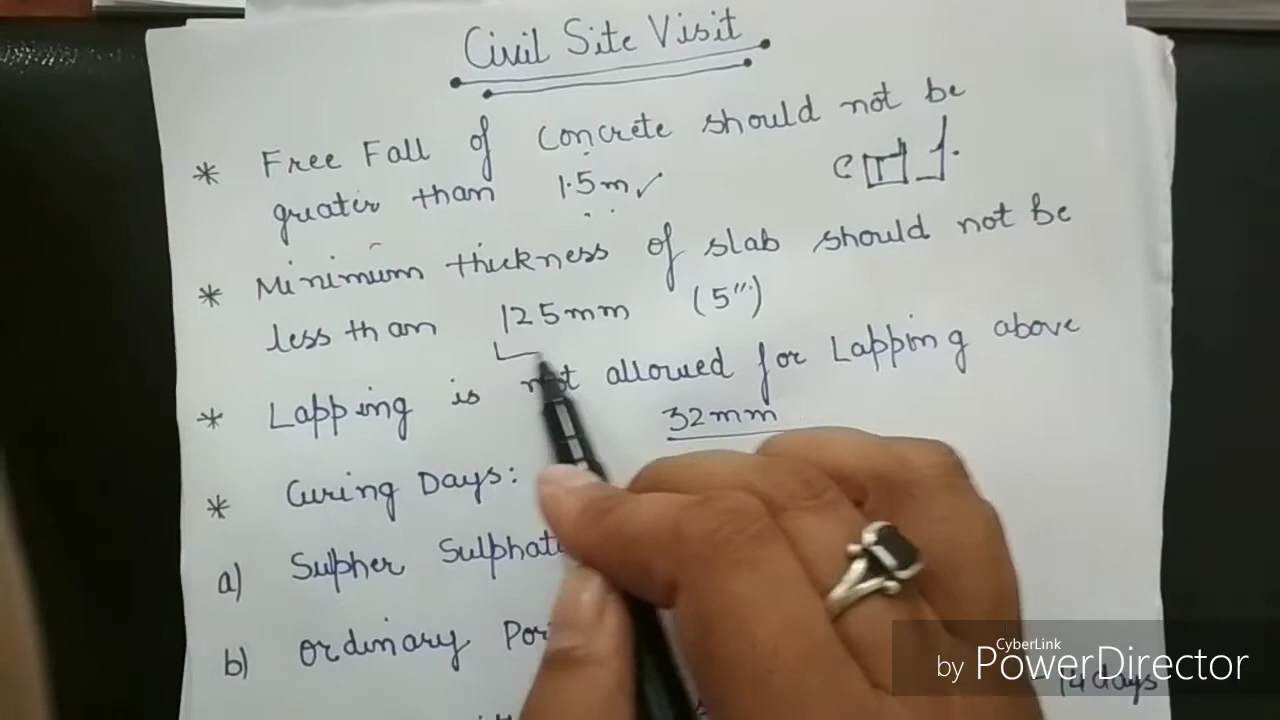 Civil Site Visit
* Free Fall of Concrete should not be
greater than 1.5m ✓
* Minimum thickness of slab should not be
less than 125mm (5")
* Lapping is not allowed for Lapping above
32mm
* Curing Days:
a) Supher
b) Ordinary
14 days
CyberLink
by PowerDirector